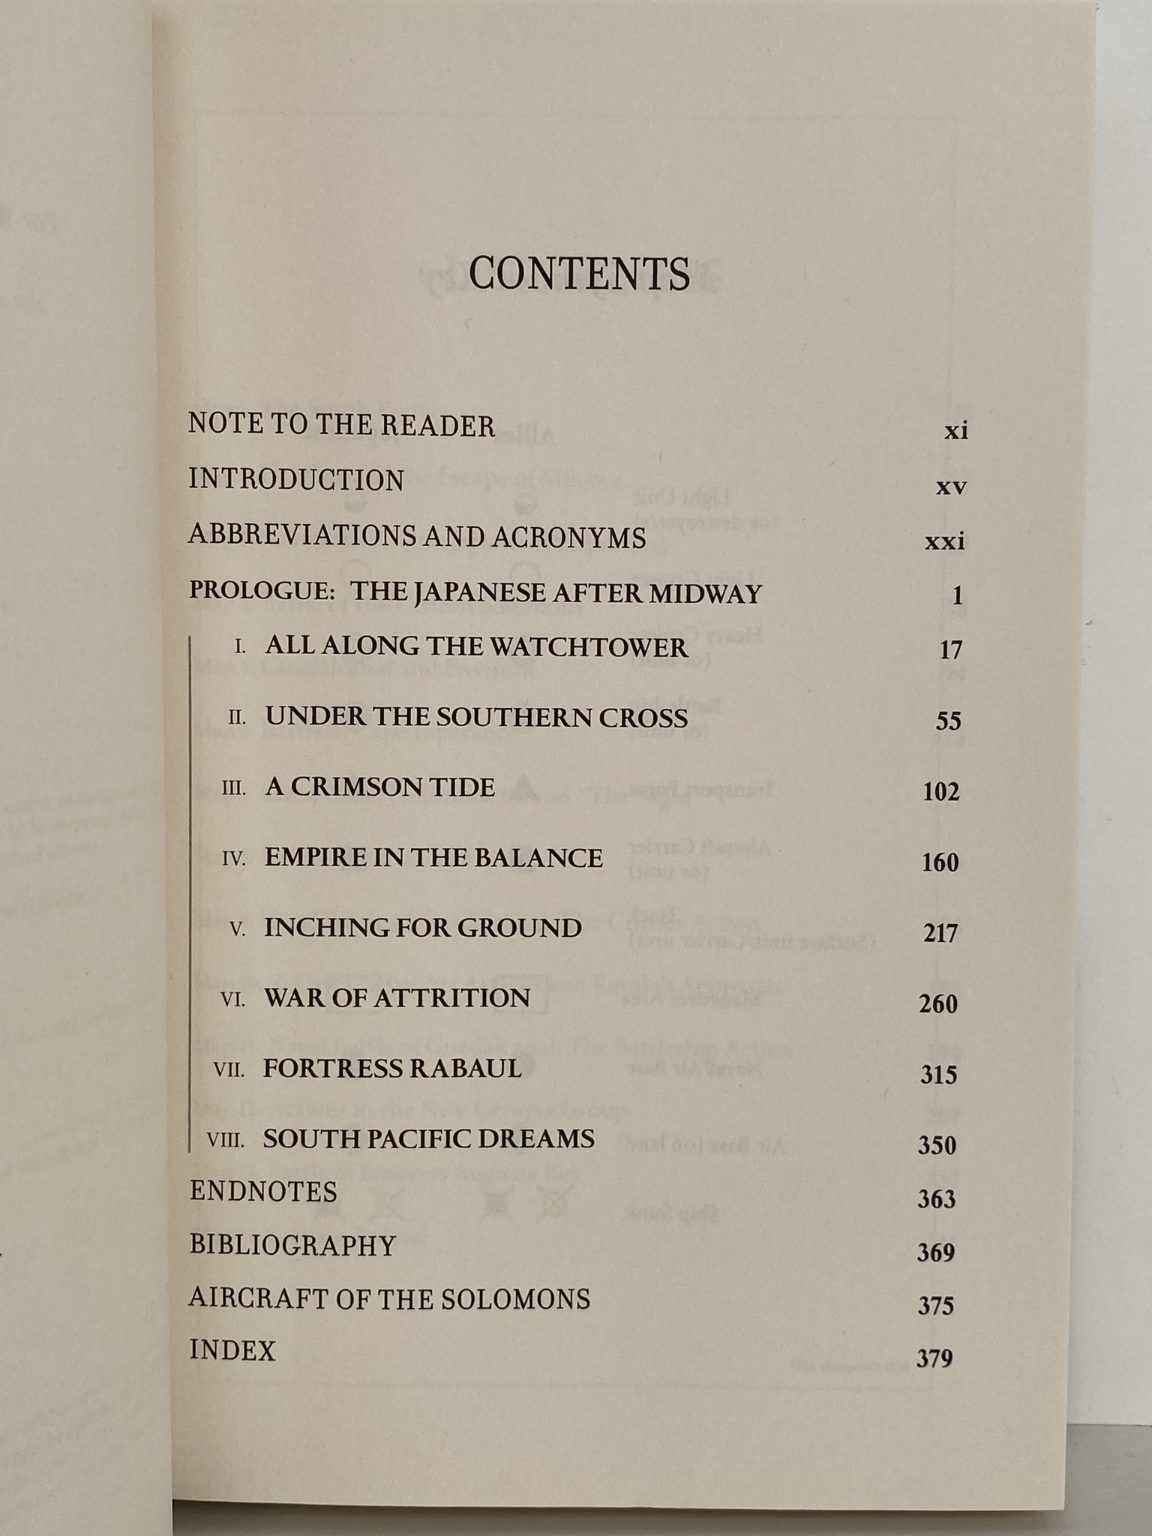 CONTENTS
NOTE TO THE READER xi
INTRODUCTION xv
ABBREVIATIONS AND ACRONYMS xxi
PROLOGUE: THE JAPANESE AFTER MIDWAY 1
I. ALL ALONG THE WATCHTOWER 17
II. UNDER THE SOUTHERN CROSS 55
III. A CRIMSON TIDE 102
IV. EMPIRE IN THE BALANCE 160
V. INCHING FOR GROUND 217
VI. WAR OF ATTRITION 260
VII. FORTRESS RABAUL 315
VIII. SOUTH PACIFIC DREAMS 350
ENDNOTES 363
BIBLIOGRAPHY 369
AIRCRAFT OF THE SOLOMONS 375
INDEX 379